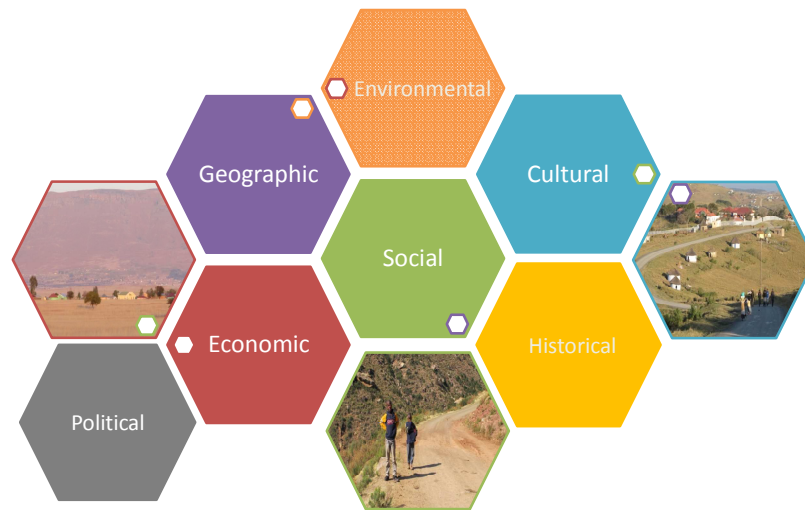 Environmental
Geographic
Cultural
Social
Economic
Historical
Political